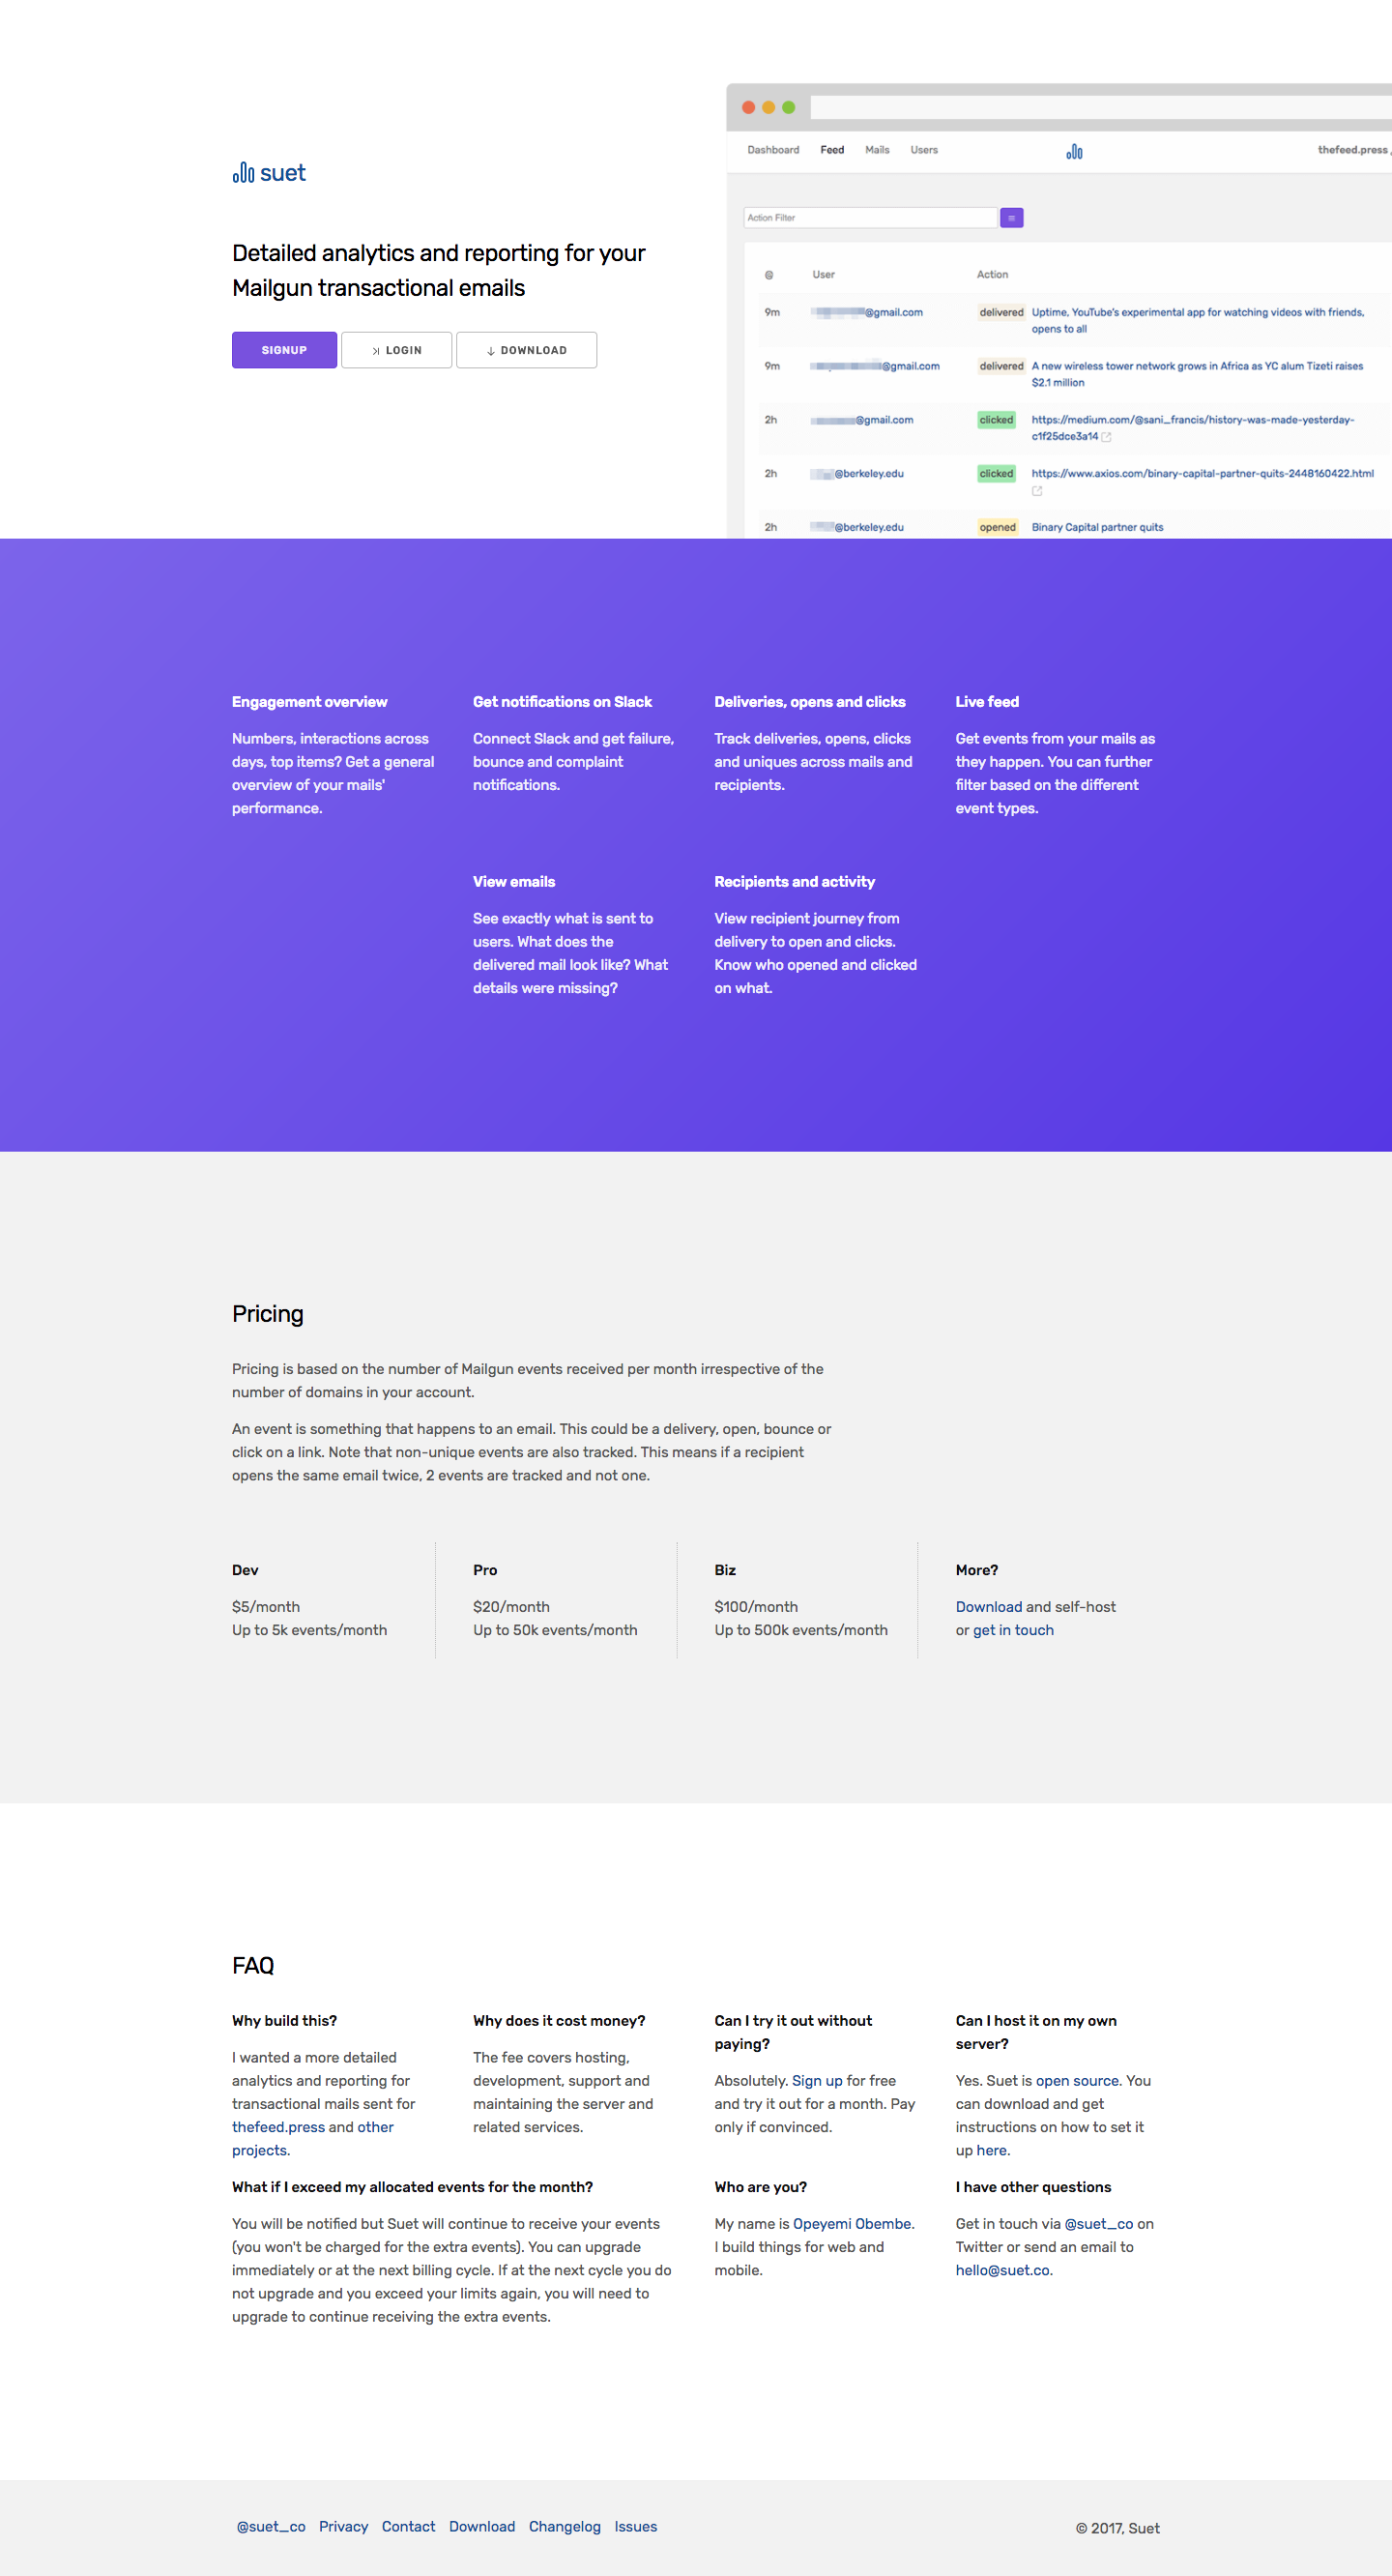 suet
Detailed analytics and reporting for your
Mailgun transactional emails
SIGNUP
LOGIN
DOWNLOAD
Dashboard Feed Mails Users thefeed.press
Action Filter
@ User Action
9m @gmail.com delivered Uptime, YouTube's experimental app for watching videos with friends,
opens to all
9m @gmail.com delivered A new wireless tower network grows in Africa as YC alum Tizeti raises
$2.1 million
2h @gmail.com clicked https://medium.com/@sani_francis/history-was-made-yesterday-
c1f25dce3a14
2h @berkeley.edu clicked https://www.axios.com/binary-capital-partner-quits-2448160422.html
2h @berkeley.edu opened Binary Capital partner quits
Engagement overview
Numbers, interactions across
days, top items? Get a general
overview of your mails'
performance.
Get notifications on Slack
Connect Slack and get failure,
bounce and complaint
notifications.
Deliveries, opens and clicks
Track deliveries, opens, clicks
and uniques across mails and
recipients.
Live feed
Get events from your mails as
they happen. You can further
filter based on the different
event types.
View emails
See exactly what is sent to
users. What does the
delivered mail look like? What
details were missing?
Recipients and activity
View recipient journey from
delivery to open and clicks.
Know who opened and clicked
on what.
Pricing
Pricing is based on the number of Mailgun events received per month irrespective of the
number of domains in your account.
An event is something that happens to an email. This could be a delivery, open, bounce or
click on a link. Note that non-unique events are also tracked. This means if a recipient
opens the same email twice, 2 events are tracked and not one.
Dev
$5/month
Up to 5k events/month
Pro
$20/month
Up to 50k events/month
Biz
$100/month
Up to 500k events/month
More?
Download and self-host
or get in touch
FAQ
Why build this?
I wanted a more detailed
analytics and reporting for
transactional mails sent for
thefeed.press and other
projects.
Why does it cost money?
The fee covers hosting,
development, support and
maintaining the server and
related services.
Can I try it out without
paying?
Absolutely. Sign up for free
and try it out for a month. Pay
only if convinced.
Can I host it on my own
server?
Yes. Suet is open source. You
can download and get
instructions on how to set it
up here.
What if I exceed my allocated events for the month?
You will be notified but Suet will continue to receive your events
(you won't be charged for the extra events). You can upgrade
immediately or at the next billing cycle. If at the next cycle you do
not upgrade and you exceed your limits again, you will need to
upgrade to continue receiving the extra events.
Who are you?
My name is Opeyemi Obembe.
I build things for web and
mobile.
I have other questions
Get in touch via @suet_co on
Twitter or send an email to
hello@suet.co.
@suet_co Privacy Contact Download Changelog Issues
© 2017, Suet